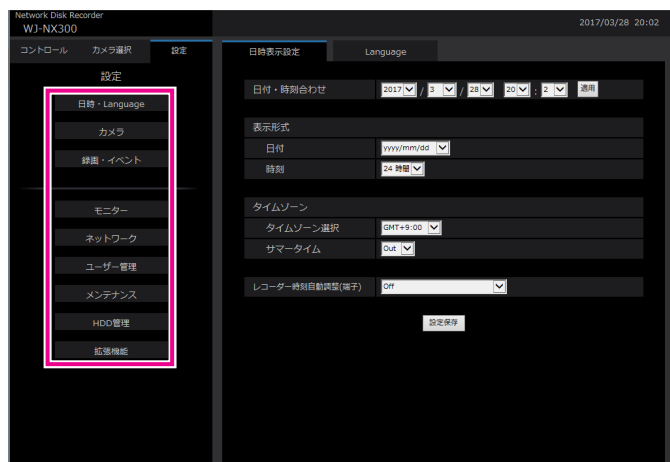 Network Disk Recorder
WJ-NX300
2017/03/28 20:02
コントロール カメラ選択 設定
設定
日時・Language
カメラ
録画・イベント
モニター
ネットワーク
ユーザー管理
メンテナンス
HDD管理
拡張機能
日時表示設定 Language
日付・時刻合わせ 2017 / 3 / 28 20 : 2 適用
表示形式
日付 yyyy/mm/dd
時刻 24 時間
タイムゾーン
タイムゾーン選択 GMT+9:00
サマータイム Out
レコーダー時刻自動調整(端子) Off
設定保存